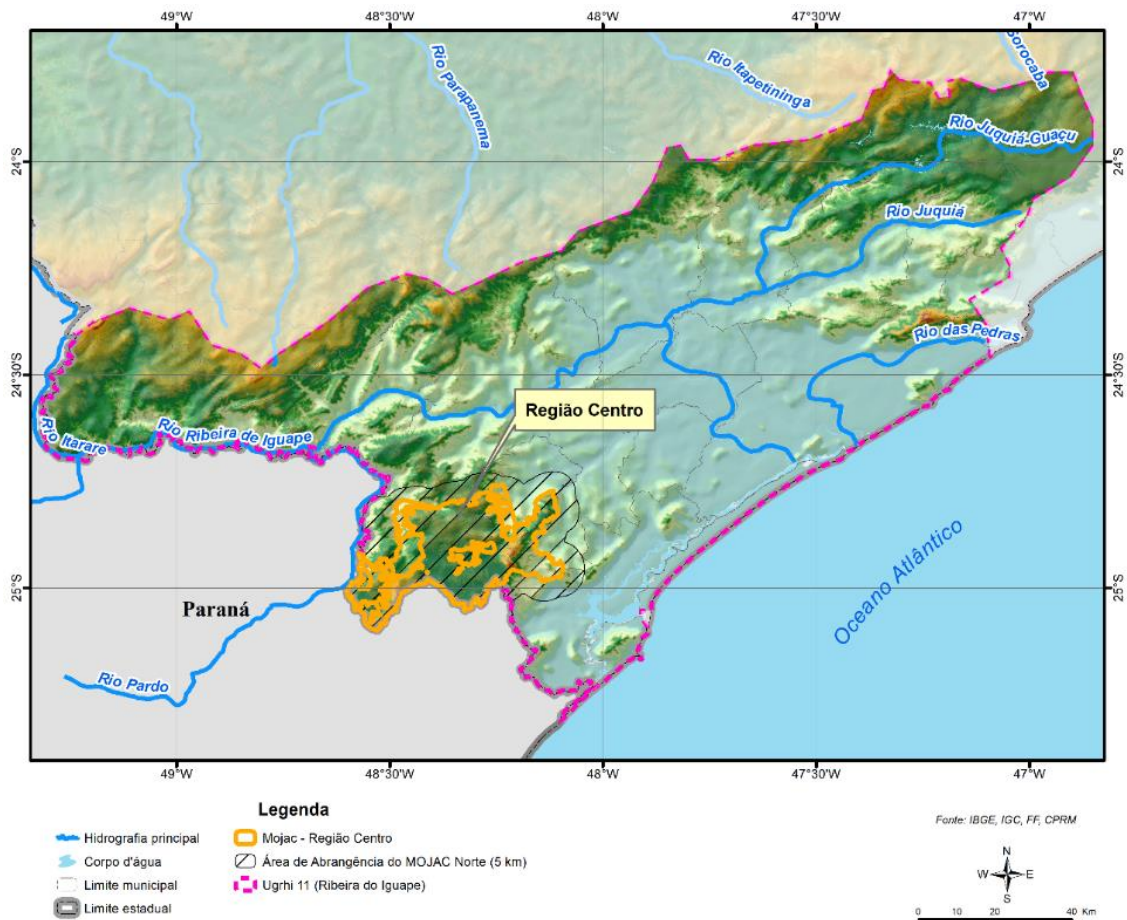 49°W
48°30'W
48°W
47°30'W
47°W
Rio Parapanema
Rio Itapetininga
Sorocaba
Rio Juquiá-Guaçu
24°S
24°S
Rio Juquiá
Rio das Pedras
24°30'S
24°30'S
Região Centro
Rio Itarare
Rio Ribeira de Iguape
Oceano Atlântico
25°S
25°S
Paraná
Rio Pardo
49°W
48°30'W
48°W
47°30'W
47°W
Legenda
Hidrografia principal
Corpo d'água
Limite municipal
Limite estadual
Mojac - Região Centro
Área de Abrangência do MOJAC Norte (5 km)
Ugrhi 11 (Ribeira do Iguape)
Fonte: IBGE, IGC, FF, CPRM
N
W
E
S
0 10 20 40 Km